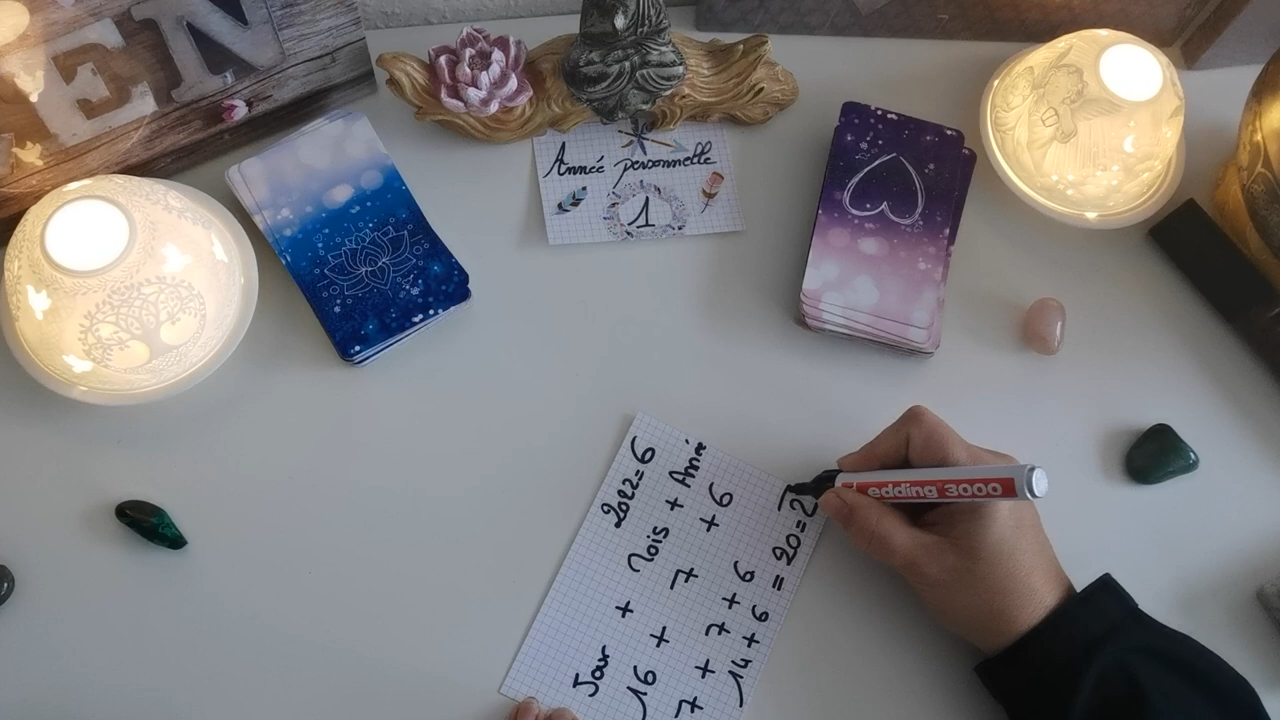 EN
Année personnelle
1
2022=6
Jour + Mois + Année
16 + 7 + 6
7 + 7 + 6
14 + 6 = 20 = 2
edding 3000